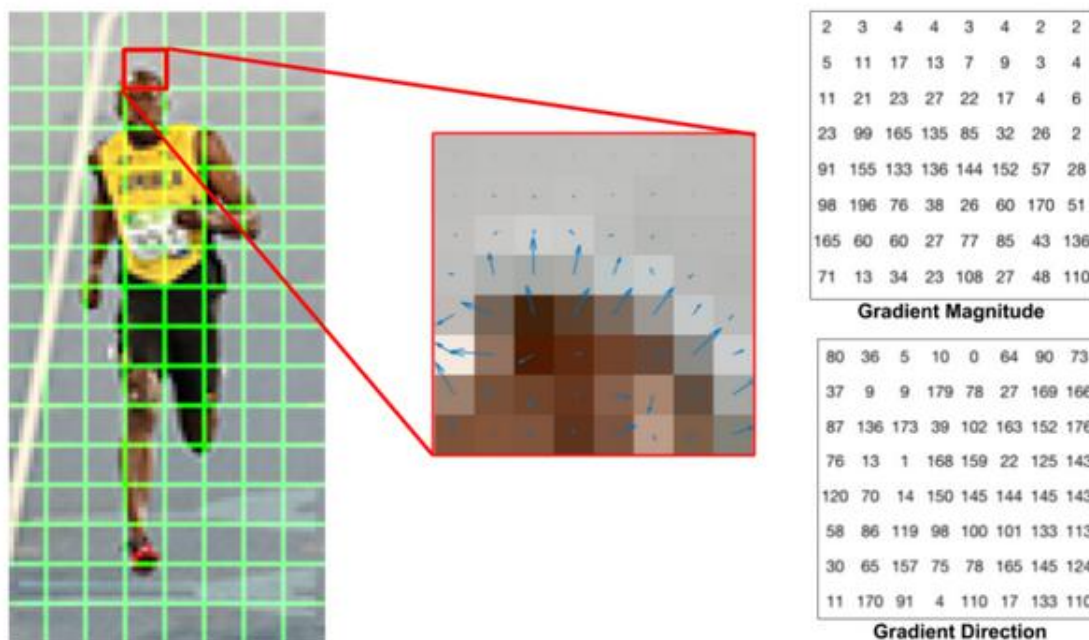 2 3 4 4 3 4 2 2
5 11 17 13 7 9 3 4
11 21 23 27 22 17 4 6
23 99 165 135 85 32 26 2
91 155 133 136 144 152 57 28
98 196 76 38 26 60 170 51
165 60 60 27 77 85 43 136
71 13 34 23 108 27 48 110
Gradient Magnitude
80 36 5 10 0 64 90 73
37 9 9 179 78 27 169 166
87 136 173 39 102 163 152 176
76 13 1 168 159 22 125 143
120 70 14 150 145 144 145 143
58 86 119 98 100 101 133 113
30 65 157 75 78 165 145 124
11 170 91 4 110 17 133 110
Gradient Direction